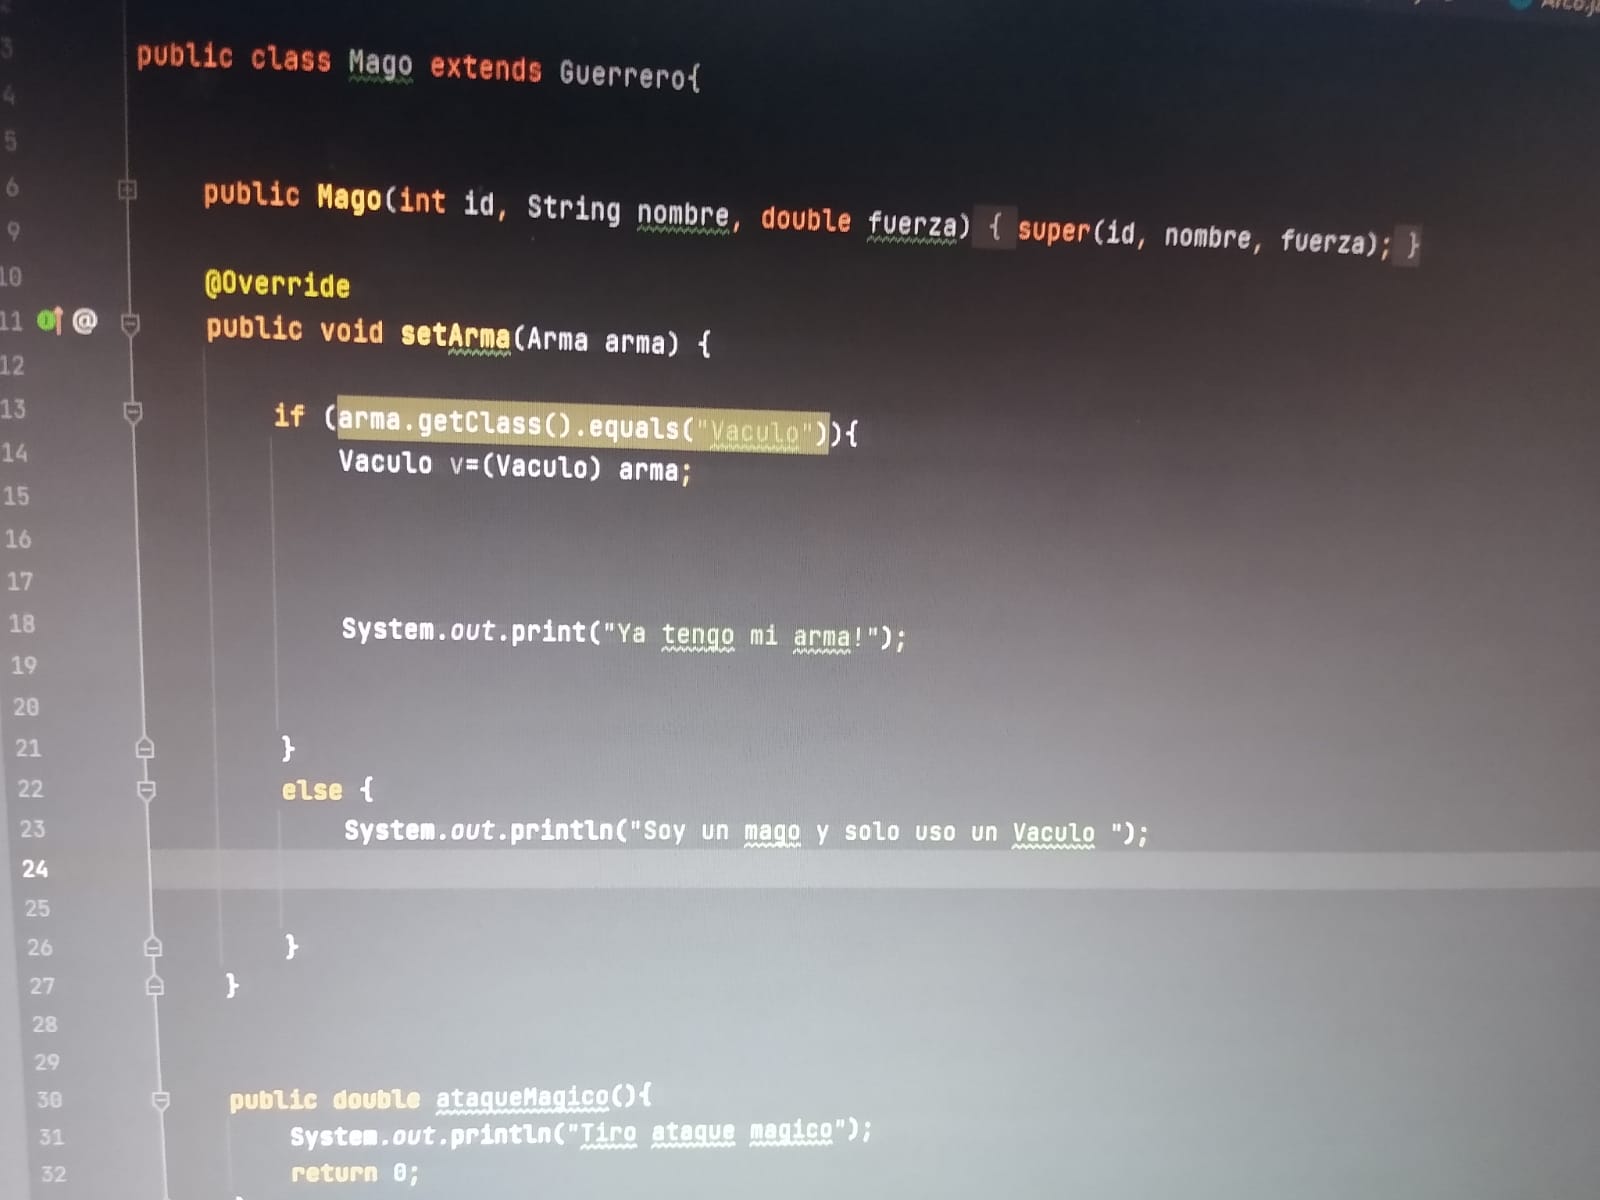 3 public class Mago extends Guerrero{
4
5
6 public Mago(int id, String nombre, double fuerza) { super(id, nombre, fuerza); }
9
10 @Override
11 @ public void setArma(Arma arma) {
12
13 if (arma.getClass().equals("Vaculo")){
14 Vaculo v=(Vaculo) arma;
15
16
17
18 System.out.print("Ya tengo mi arma!");
19
20
21 }
22 else {
23 System.out.println("Soy un mago y solo uso un Vaculo ");
24
25
26 }
27 }
28
29
30 public double ataqueMagico(){
31 System.out.println("Tiro ataque magico");
32 return 0;